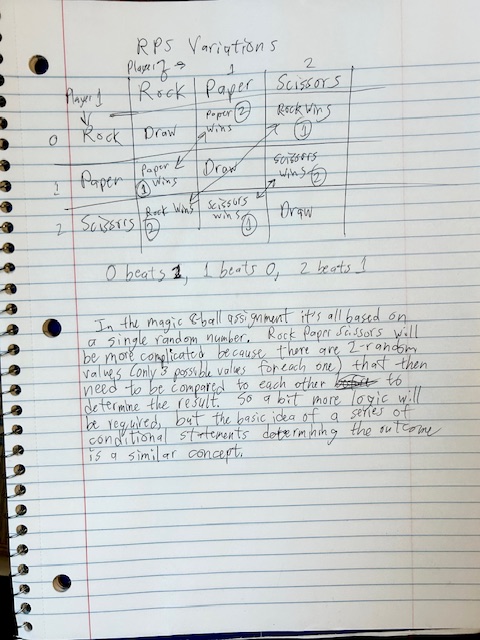 RPS Variations
Player 2 → 1 2
Rock Paper Scissors
Player 1
0 Rock Draw Paper wins 2 Rock Wins 1
1 Paper Paper Wins 1 Draw Scissors wins 2
2 Scissors Rock Wins 2 Scissors wins 1 Draw
0 beats 2, 1 beats 0, 2 beats 1
In the magic 8-ball assignment it's all based on
a single random number. Rock Paper Scissors will
be more complicated because there are 2-random
values (only 3 possible values for each one) that then
need to be compared to each other to
determine the result. So a bit more logic will
be required, but the basic idea of a series of
conditional statements determining the outcome
is a similar concept.